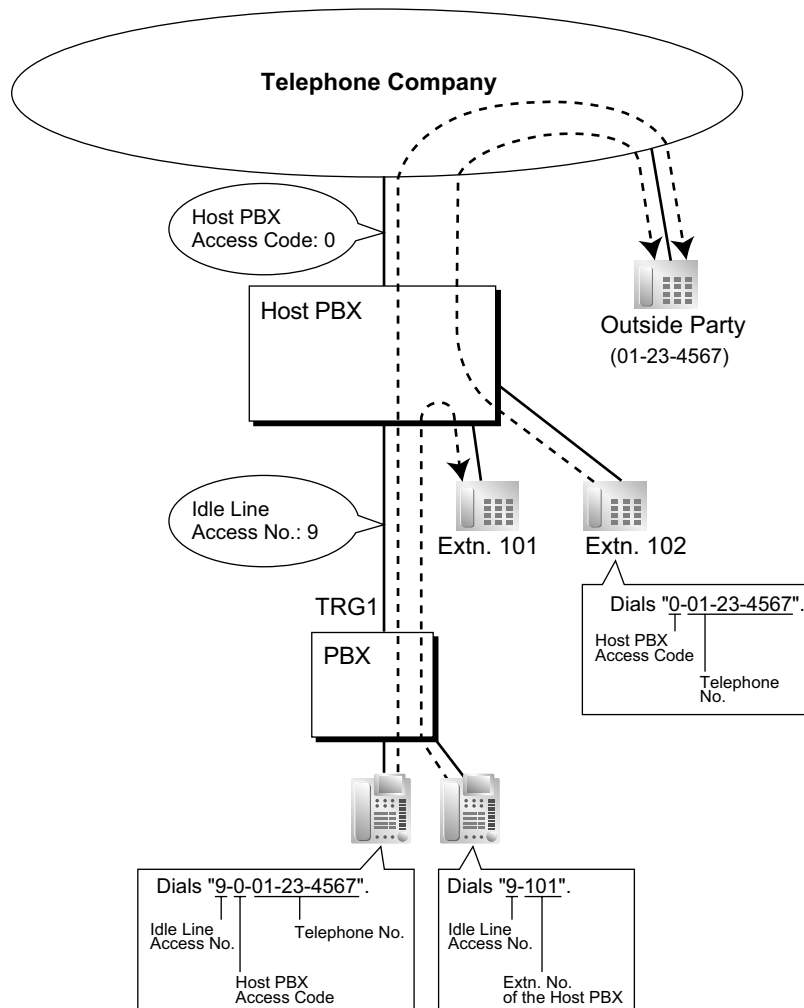 Telephone Company
Host PBX
Access Code: 0
Host PBX
Outside Party
(01-23-4567)
Idle Line
Access No.: 9
Extn. 101
Extn. 102
TRG1
PBX
Dials "0-01-23-4567".
Host PBX
Access Code
Telephone
No.
Dials "9-0-01-23-4567".
Idle Line
Access No.
Telephone No.
Host PBX
Access Code
Dials "9-101".
Idle Line
Access No.
Extn. No.
of the Host PBX